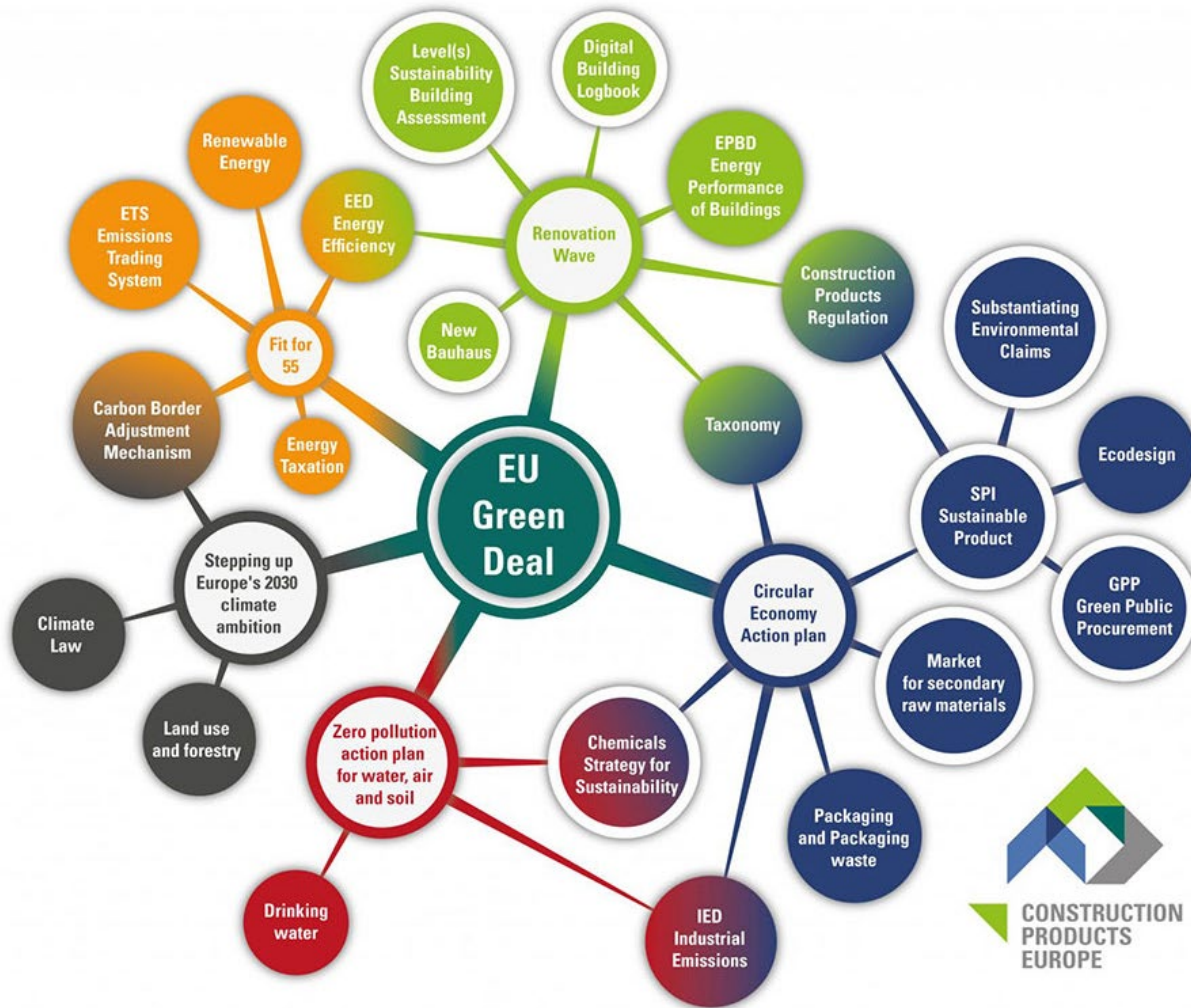 Level(s)
Sustainability
Building
Assessment
Digital
Building
Logbook
Renewable
Energy
EPBD
Energy
Performance
of Buildings
EED
Energy
Efficiency
ETS
Emissions
Trading
System
Renovation
Wave
Construction
Products
Regulation
Substantiating
Environmental
Claims
New
Bauhaus
Fit for
55
Carbon Border
Adjustment
Mechanism
Energy
Taxation
Taxonomy
Ecodesign
EU
Green
Deal
SPI
Sustainable
Product
Stepping up
Europe's 2030
climate
ambition
Circular
Economy
Action plan
GPP
Green Public
Procurement
Climate
Law
Market
for secondary
raw materials
Land use
and forestry
Zero pollution
action plan
for water, air
and soil
Chemicals
Strategy for
Sustainability
Packaging
and Packaging
waste
Drinking
water
IED
Industrial
Emissions
CONSTRUCTION
PRODUCTS
EUROPE